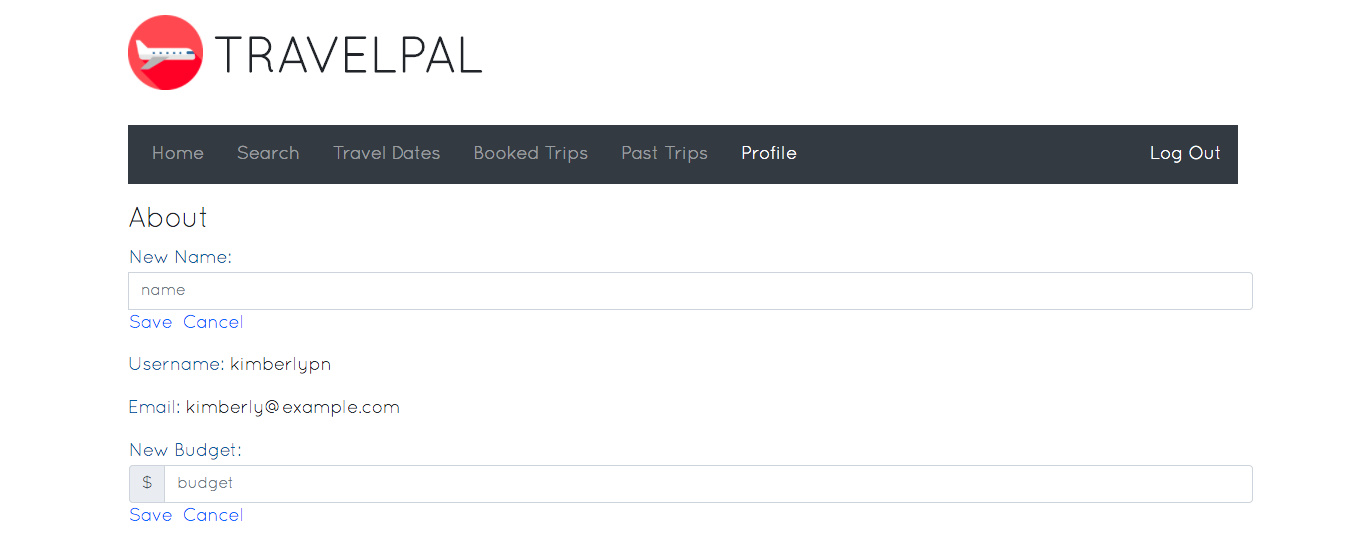 TRAVELPAL
Home Search Travel Dates Booked Trips Past Trips Profile Log Out
About
New Name:
name
Save Cancel
Username: kimberlypn
Email: kimberly@example.com
New Budget:
$ budget
Save Cancel